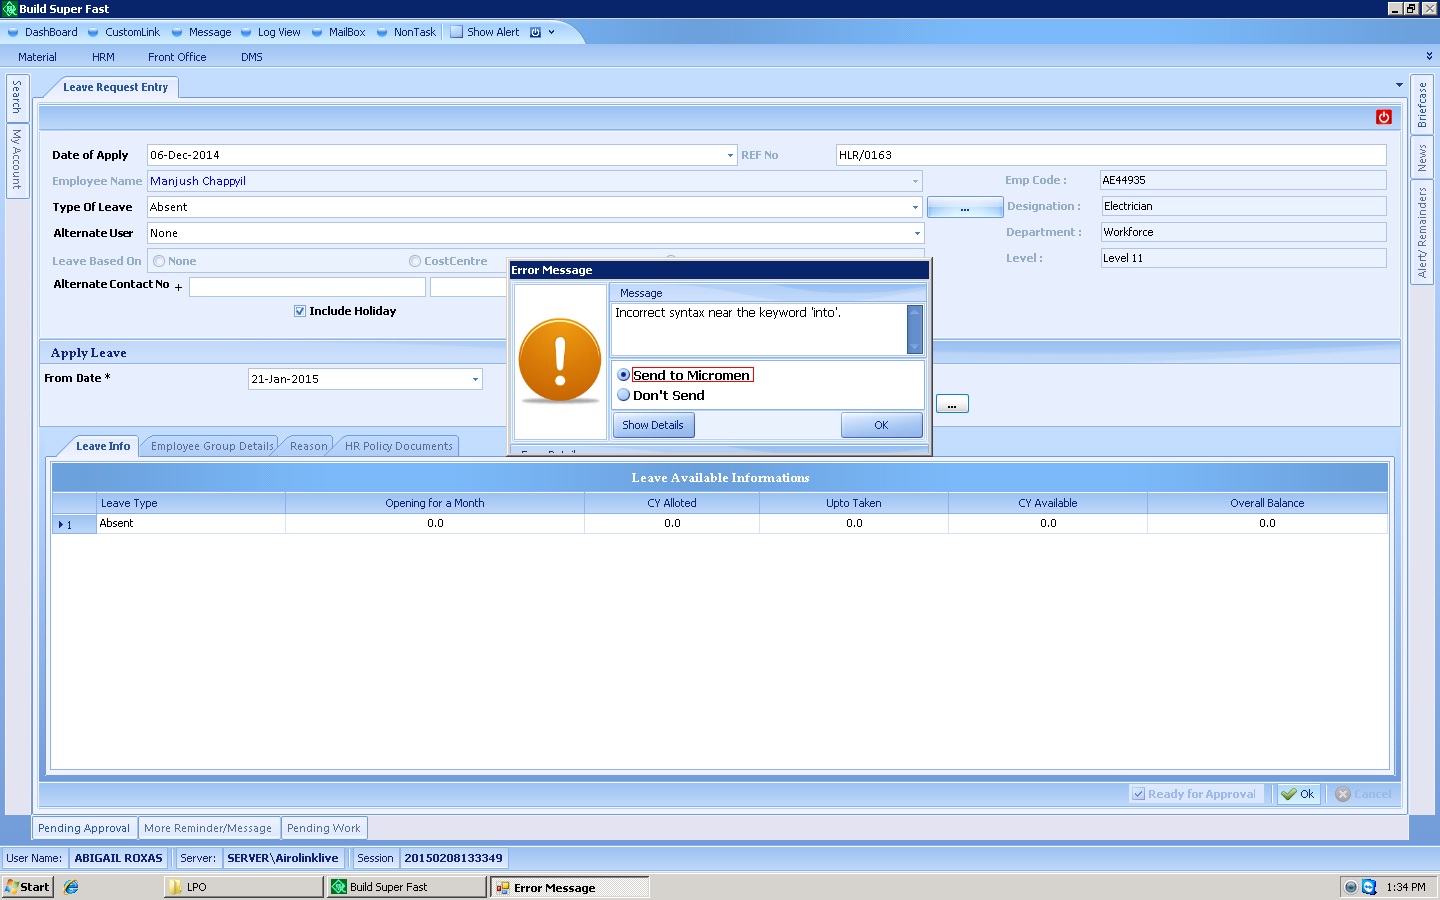 Build Super Fast
DashBoard CustomLink Message Log View MailBox NonTask Show Alert
Material HRM Front Office DMS
Search
My Account
Leave Request Entry
Briefcase
News
Alert/ Remainders
Date of Apply 06-Dec-2014 REF No HLR/0163
Employee Name Manjush Chappyil Emp Code : AE44935
Type Of Leave Absent ... Designation : Electrician
Alternate User None Department : Workforce
Leave Based On None CostCentre Level : Level 11
Alternate Contact No +
Include Holiday
Error Message
Message
Incorrect syntax near the keyword 'into'.
Send to Micromen
Don't Send
Show Details OK
Apply Leave
From Date * 21-Jan-2015
...
Leave Info Employee Group Details Reason HR Policy Documents
Leave Available Informations
Leave Type Opening for a Month CY Alloted Upto Taken CY Available Overall Balance
1 Absent 0.0 0.0 0.0 0.0 0.0
Ready for Approval Ok Cancel
Pending Approval More Reminder/Message Pending Work
User Name: ABIGAIL ROXAS Server: SERVER\Airolinklive Session 20150208133349
Start LPO Build Super Fast Error Message 1:34 PM